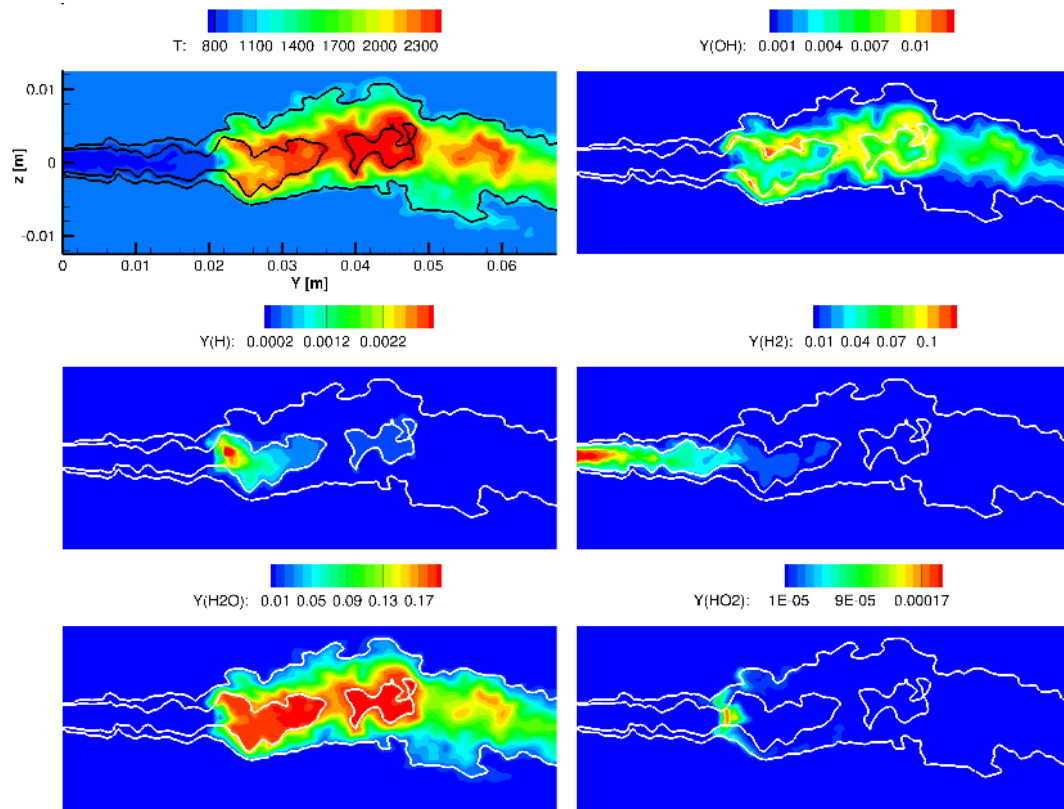 T: 800 1100 1400 1700 2000 2300
Y(OH): 0.001 0.004 0.007 0.01
0.01
0
-0.01
z [m]
0 0.01 0.02 0.03 0.04 0.05 0.06
Y [m]
Y(H): 0.0002 0.0012 0.0022
Y(H2): 0.01 0.04 0.07 0.1
Y(H2O): 0.01 0.05 0.09 0.13 0.17
Y(HO2): 1E-05 9E-05 0.00017